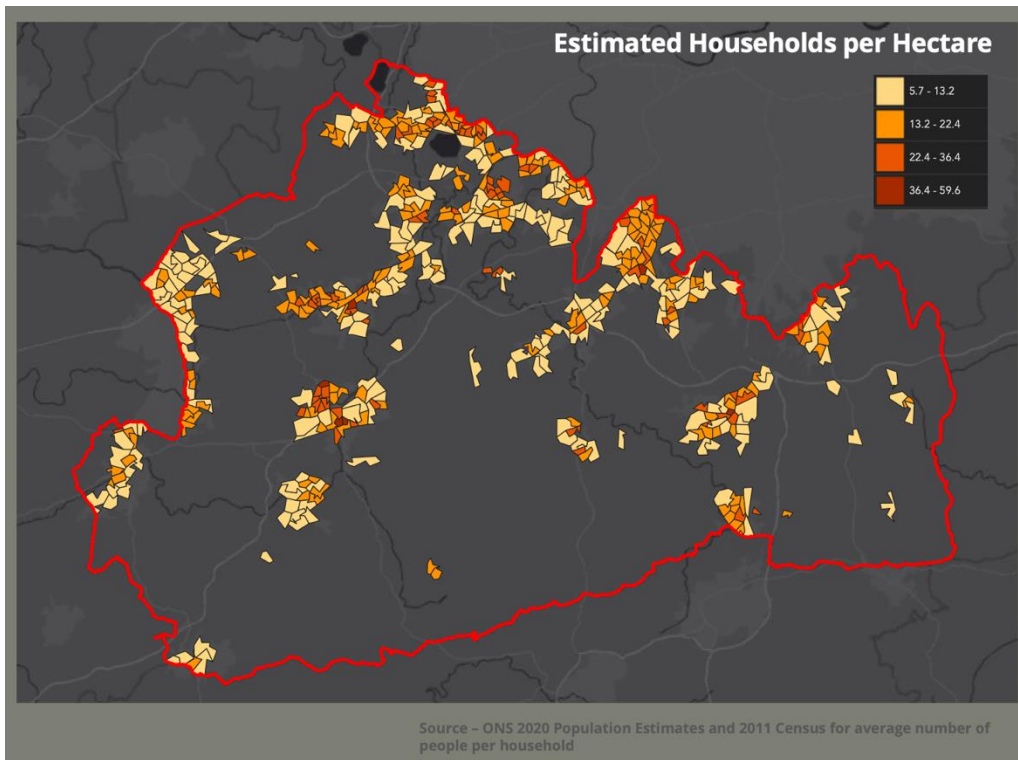 Estimated Households per Hectare
5.7 - 13.2
13.2 - 22.4
22.4 - 36.4
36.4 - 59.6
Source – ONS 2020 Population Estimates and 2011 Census for average number of
people per household